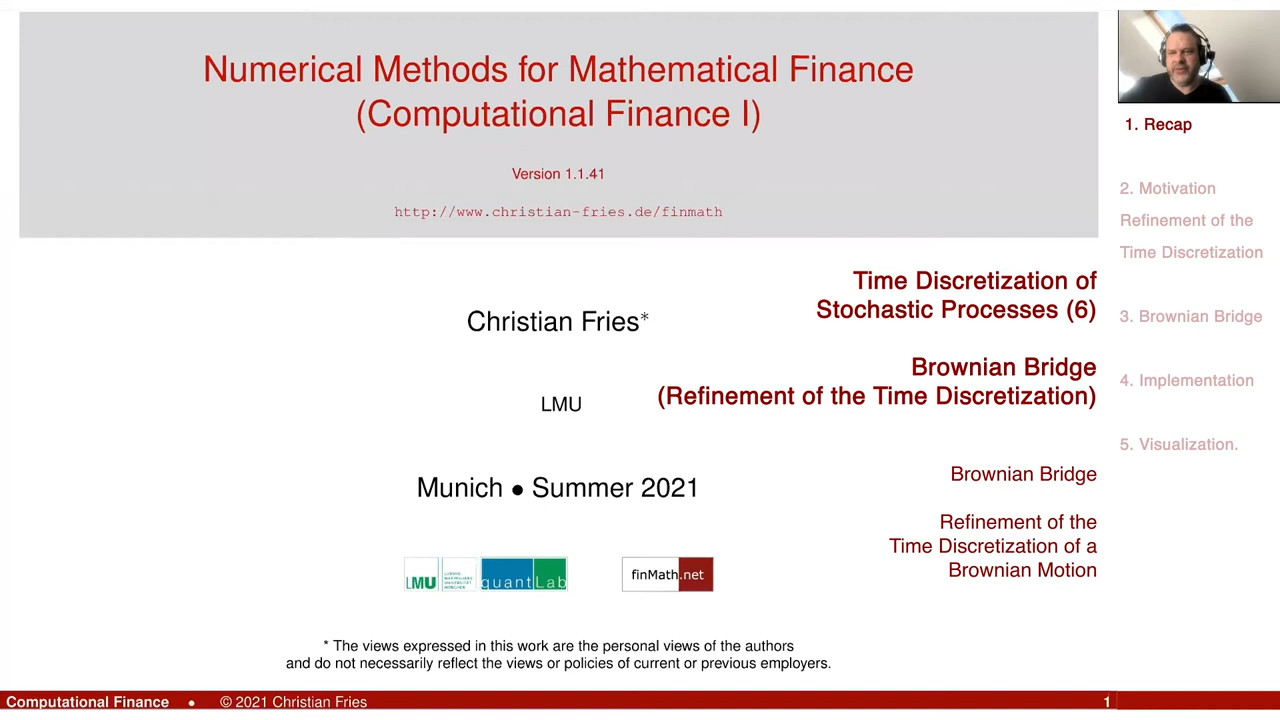 Numerical Methods for Mathematical Finance
(Computational Finance I)
Version 1.1.41
http://www.christian-fries.de/finmath
Time Discretization of
Stochastic Processes (6)
Christian Fries*
Brownian Bridge
(Refinement of the Time Discretization)
LMU
Munich • Summer 2021
Brownian Bridge
Refinement of the
Time Discretization of a
Brownian Motion
LMU
LUDWIG-
MAXIMILIANS-
UNIVERSITÄT
MÜNCHEN
quantLab
finMath.net
* The views expressed in this work are the personal views of the authors
and do not necessarily reflect the views or policies of current or previous employers.
1. Recap
2. Motivation
Refinement of the
Time Discretization
3. Brownian Bridge
4. Implementation
5. Visualization.
Computational Finance • © 2021 Christian Fries 1